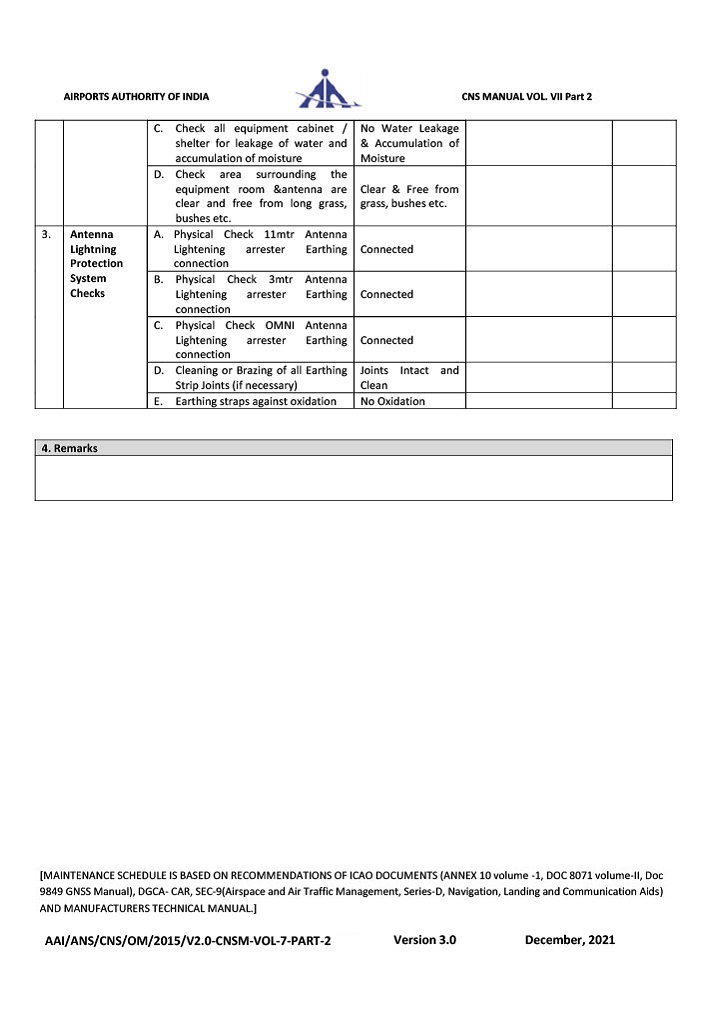 AIRPORTS AUTHORITY OF INDIA
CNS MANUAL VOL. VII Part 2
C. Check all equipment cabinet /
shelter for leakage of water and
accumulation of moisture
No Water Leakage
& Accumulation of
Moisture
D. Check area surrounding the
equipment room &antenna are
clear and free from long grass,
bushes etc.
Clear & Free from
grass, bushes etc.
3.
Antenna
Lightning
Protection
System
Checks
A. Physical Check 11mtr Antenna
Lightening arrester Earthing
connection
Connected
B. Physical Check 3mtr Antenna
Lightening arrester Earthing
connection
Connected
C. Physical Check OMNI Antenna
Lightening arrester Earthing
connection
Connected
D. Cleaning or Brazing of all Earthing
Strip Joints (if necessary)
Joints Intact and
Clean
E. Earthing straps against oxidation
No Oxidation
4. Remarks
[MAINTENANCE SCHEDULE IS BASED ON RECOMMENDATIONS OF ICAO DOCUMENTS (ANNEX 10 volume -1, DOC 8071 volume-II, Doc
9849 GNSS Manual), DGCA- CAR, SEC-9(Airspace and Air Traffic Management, Series-D, Navigation, Landing and Communication Aids)
AND MANUFACTURERS TECHNICAL MANUAL.]
AAI/ANS/CNS/OM/2015/V2.0-CNSM-VOL-7-PART-2
Version 3.0
December, 2021